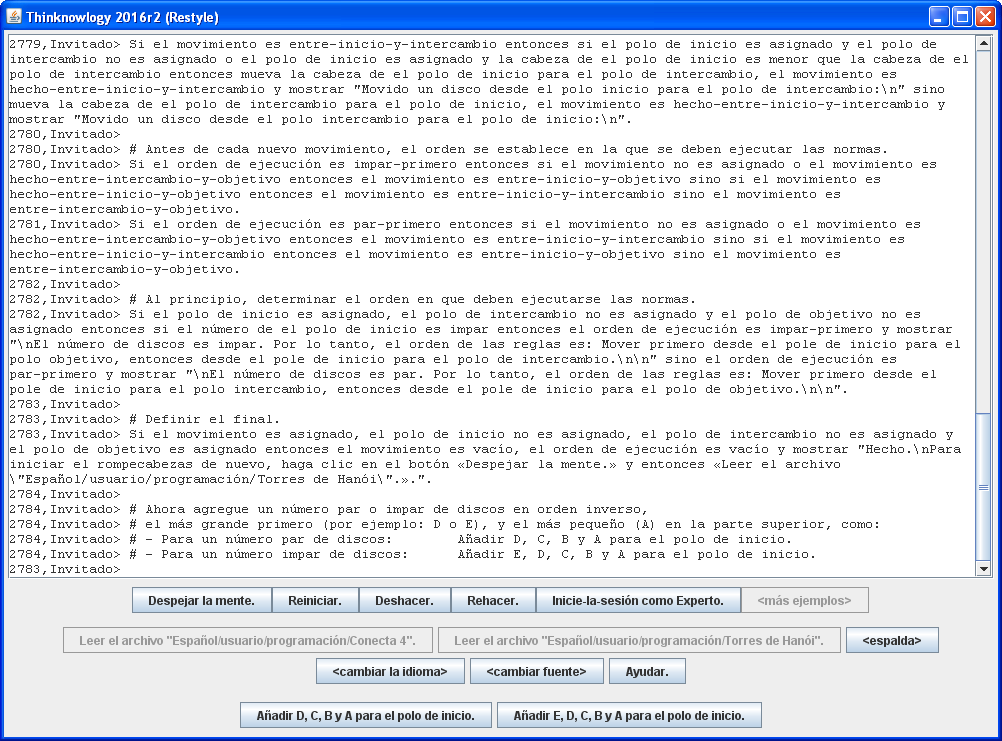 Thinknowlogy 2016r2 (Restyle)
2779,Invitado> Si el movimiento es entre-inicio-y-intercambio entonces si el polo de inicio es asignado y el polo de
intercambio no es asignado o el polo de inicio es asignado y la cabeza de el polo de inicio es menor que la cabeza de el
polo de intercambio entonces mueva la cabeza de el polo de inicio para el polo de intercambio, el movimiento es
hecho-entre-inicio-y-intercambio y mostrar "Movido un disco desde el polo inicio para el polo de intercambio:\n" sino
mueva la cabeza de el polo de intercambio para el polo de inicio, el movimiento es hecho-entre-inicio-y-intercambio y
mostrar "Movido un disco desde el polo intercambio para el polo de inicio:\n".
2780,Invitado>
2780,Invitado> # Antes de cada nuevo movimiento, el orden se establece en la que se deben ejecutar las normas.
2780,Invitado> Si el orden de ejecución es impar-primero entonces si el movimiento no es asignado o el movimiento es
hecho-entre-inicio-y-objetivo entonces el movimiento es entre-inicio-y-objetivo sino si el movimiento es
hecho-entre-inicio-y-objetivo entonces el movimiento es entre-inicio-y-intercambio sino el movimiento es
entre-intercambio-y-objetivo.
2781,Invitado> Si el orden de ejecución es par-primero entonces si el movimiento no es asignado o el movimiento es
hecho-entre-intercambio-y-objetivo entonces el movimiento es entre-inicio-y-intercambio sino si el movimiento es
hecho-entre-inicio-y-intercambio entonces el movimiento es entre-inicio-y-objetivo sino el movimiento es
entre-intercambio-y-objetivo.
2782,Invitado>
2782,Invitado> # Al principio, determinar el orden en que deben ejecutarse las normas.
2782,Invitado> Si el polo de inicio es asignado, el polo de intercambio no es asignado y el polo de objetivo no es
asignado entonces si el número de el polo de inicio es impar entonces el orden de ejecución es impar-primero y mostrar
"\nEl número de discos es impar. Por lo tanto, el orden de las reglas es: Mover primero desde el pole de inicio para el
polo objetivo, entonces desde el pole de inicio para el polo de intercambio.\n\n" sino el orden de ejecución es
par-primero y mostrar "\nEl número de discos es par. Por lo tanto, el orden de las reglas es: Mover primero desde el
pole de inicio para el polo intercambio, entonces desde el pole de inicio para el polo de objetivo.\n\n".
2783,Invitado>
2783,Invitado> # Definir el final.
2783,Invitado> Si el movimiento es asignado, el polo de inicio no es asignado, el polo de intercambio no es asignado y
el polo de objetivo es asignado entonces el movimiento es vacío, el orden de ejecución es vacío y mostrar "Hecho.\nPara
iniciar el rompecabezas de nuevo, haga clic en el botón «Despejar la mente.» y entonces «Leer el archivo
\"Español/usuario/programación/Torres de Hanói\".».".
2784,Invitado>
2784,Invitado> # Ahora agregue un número par o impar de discos en orden inverso,
2784,Invitado> # el más grande primero (por ejemplo: D o E), y el más pequeño (A) en la parte superior, como:
2784,Invitado> # - Para un número par de discos: Añadir D, C, B y A para el polo de inicio.
2784,Invitado> # - Para un número impar de discos: Añadir E, D, C, B y A para el polo de inicio.
2783,Invitado>
Despejar la mente. Reiniciar. Deshacer. Rehacer. Inicie-la-sesión como Experto. <más ejemplos>
Leer el archivo "Español/usuario/programación/Conecta 4". Leer el archivo "Español/usuario/programación/Torres de Hanói". <espalda>
<cambiar la idioma> <cambiar fuente> Ayudar.
Añadir D, C, B y A para el polo de inicio. Añadir E, D, C, B y A para el polo de inicio.